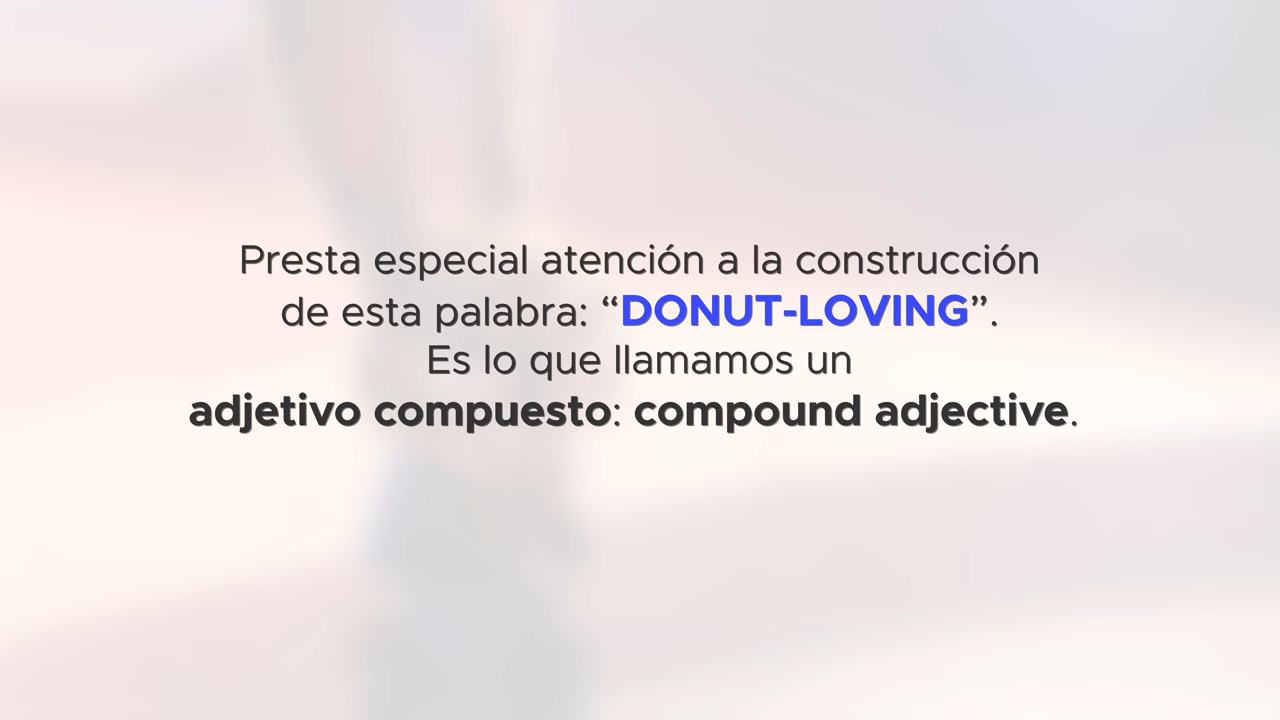 Presta especial atención a la construcción
de esta palabra: “DONUT-LOVING”.
Es lo que llamamos un
adjetivo compuesto: compound adjective.